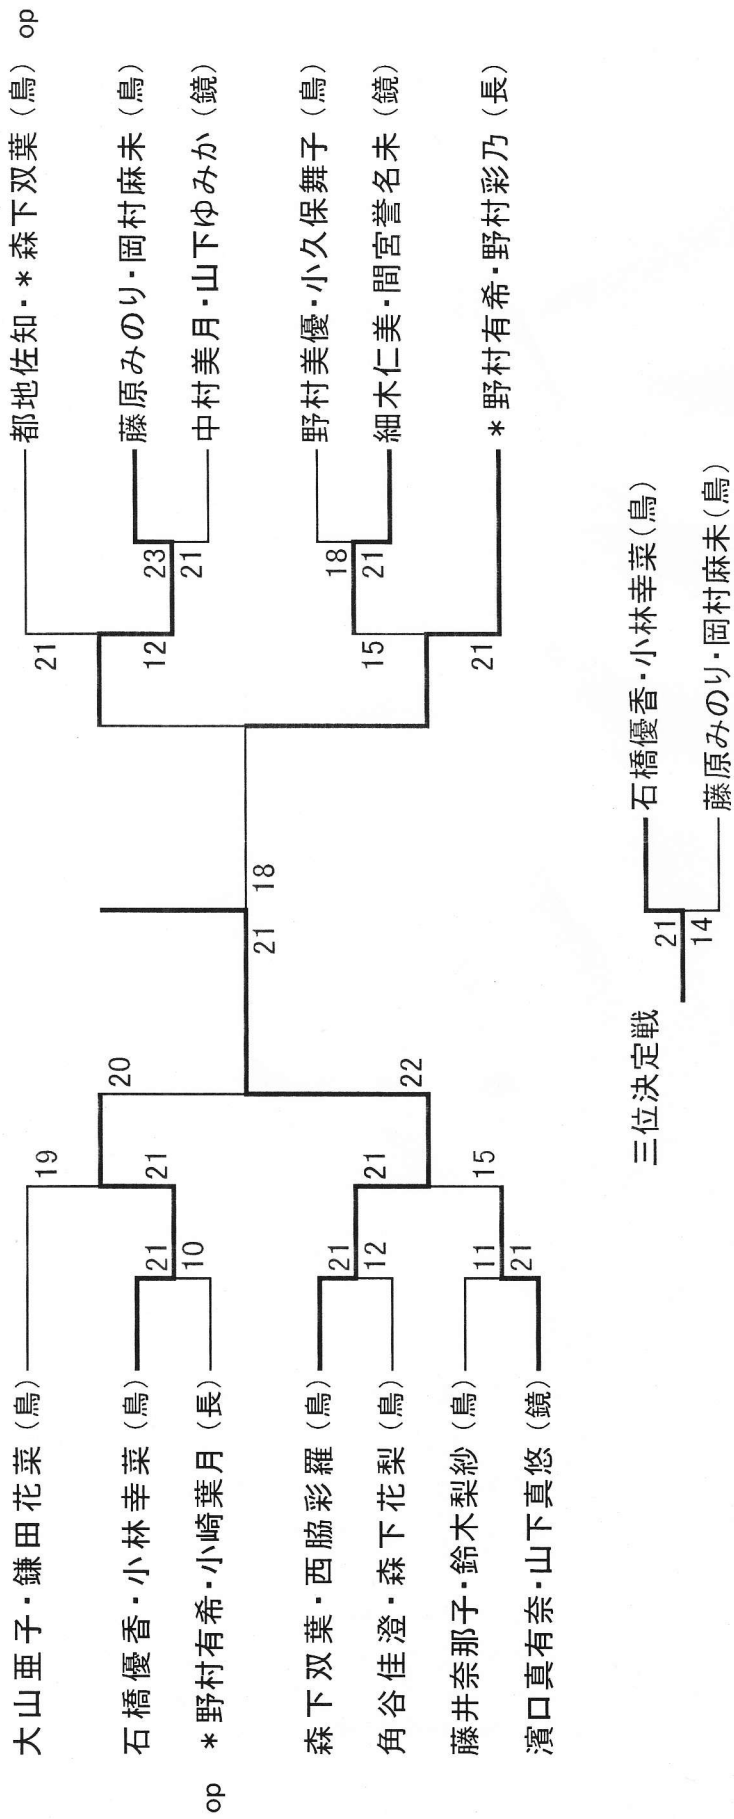 大山亜子・鎌田花菜（鳥）
石橋優香・小林幸菜（鳥）
op ＊野村有希・小崎葉月（長）
森下双葉・西脇彩羅（鳥）
角谷佳澄・森下花梨（鳥）
藤井奈那子・鈴木梨紗（鳥）
濱口真有奈・山下真悠（鏡）
19
21
21
10
20
21
12
21
11
21
15
22
21
18
都地佐知・＊森下双葉（鳥） op
藤原みのり・岡村麻未（鳥）
中村美月・山下ゆみか（鏡）
野村美優・小久保舞子（鳥）
細木仁美・間宮誉名未（鏡）
＊野村有希・野村彩乃（長）
21
23
21
12
18
21
15
21
三位決定戦
21
14
石橋優香・小林幸菜（鳥）
藤原みのり・岡村麻未（鳥）